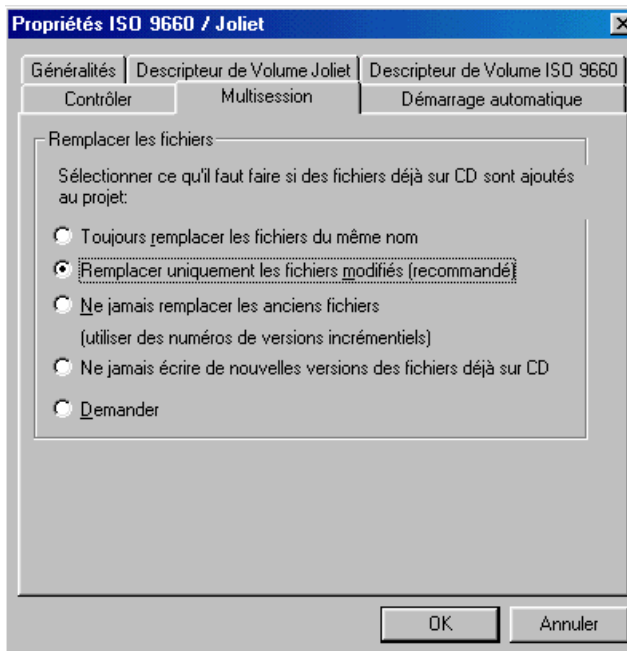 Propriétés ISO 9660 / Joliet
Généralités Descripteur de Volume Joliet Descripteur de Volume ISO 9660
Contrôler Multisession Démarrage automatique
Remplacer les fichiers
Sélectionner ce qu'il faut faire si des fichiers déjà sur CD sont ajoutés
au projet:
Toujours remplacer les fichiers du même nom
Remplacer uniquement les fichiers modifiés (recommandé)
Ne jamais remplacer les anciens fichiers
(utiliser des numéros de versions incrémentiels)
Ne jamais écrire de nouvelles versions des fichiers déjà sur CD
Demander
OK Annuler